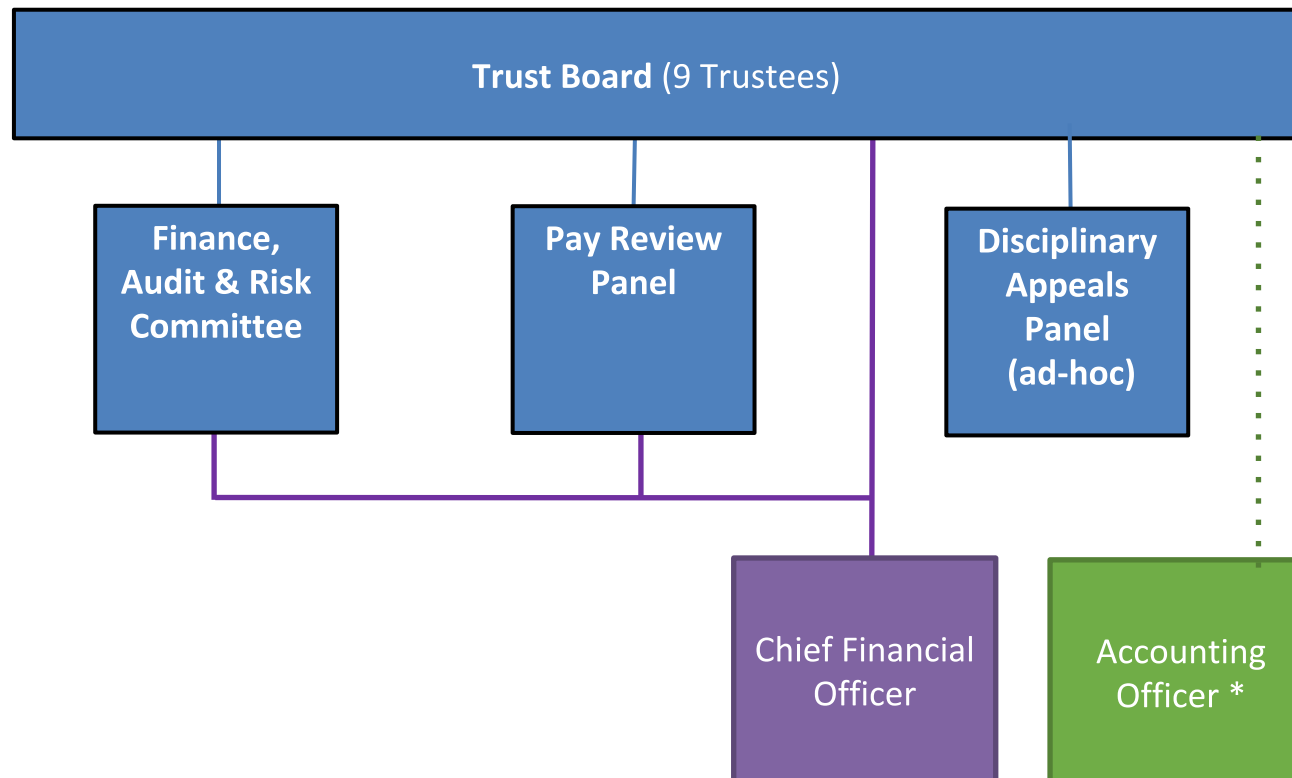 Trust Board (9 Trustees)
Finance,
Audit & Risk
Committee
Pay Review
Panel
Disciplinary
Appeals
Panel
(ad-hoc)
Chief Financial
Officer
Accounting
Officer *